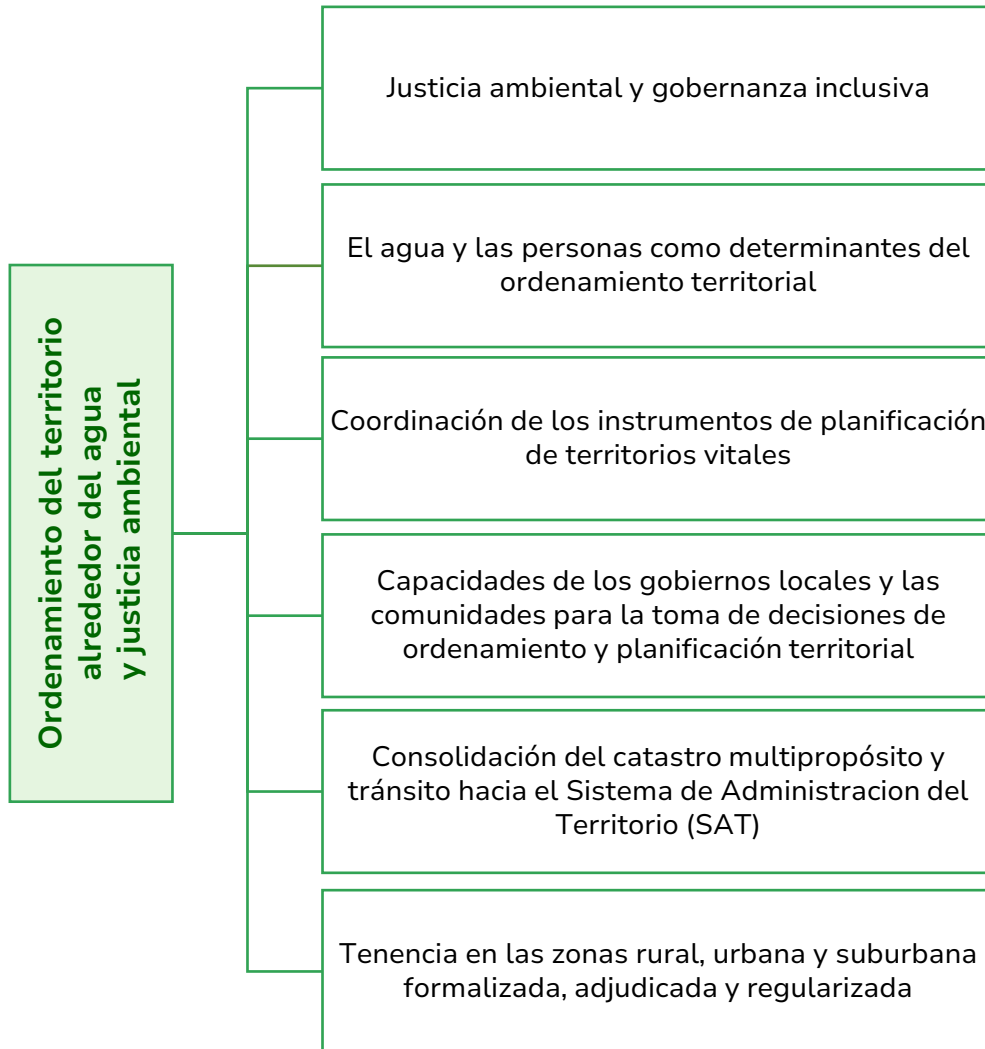 Ordenamiento del territorio
alrededor del agua
y justicia ambiental
Justicia ambiental y gobernanza inclusiva
El agua y las personas como determinantes del
ordenamiento territorial
Coordinación de los instrumentos de planificación
de territorios vitales
Capacidades de los gobiernos locales y las
comunidades para la toma de decisiones de
ordenamiento y planificación territorial
Consolidación del catastro multipropósito y
tránsito hacia el Sistema de Administracion del
Territorio (SAT)
Tenencia en las zonas rural, urbana y suburbana
formalizada, adjudicada y regularizada